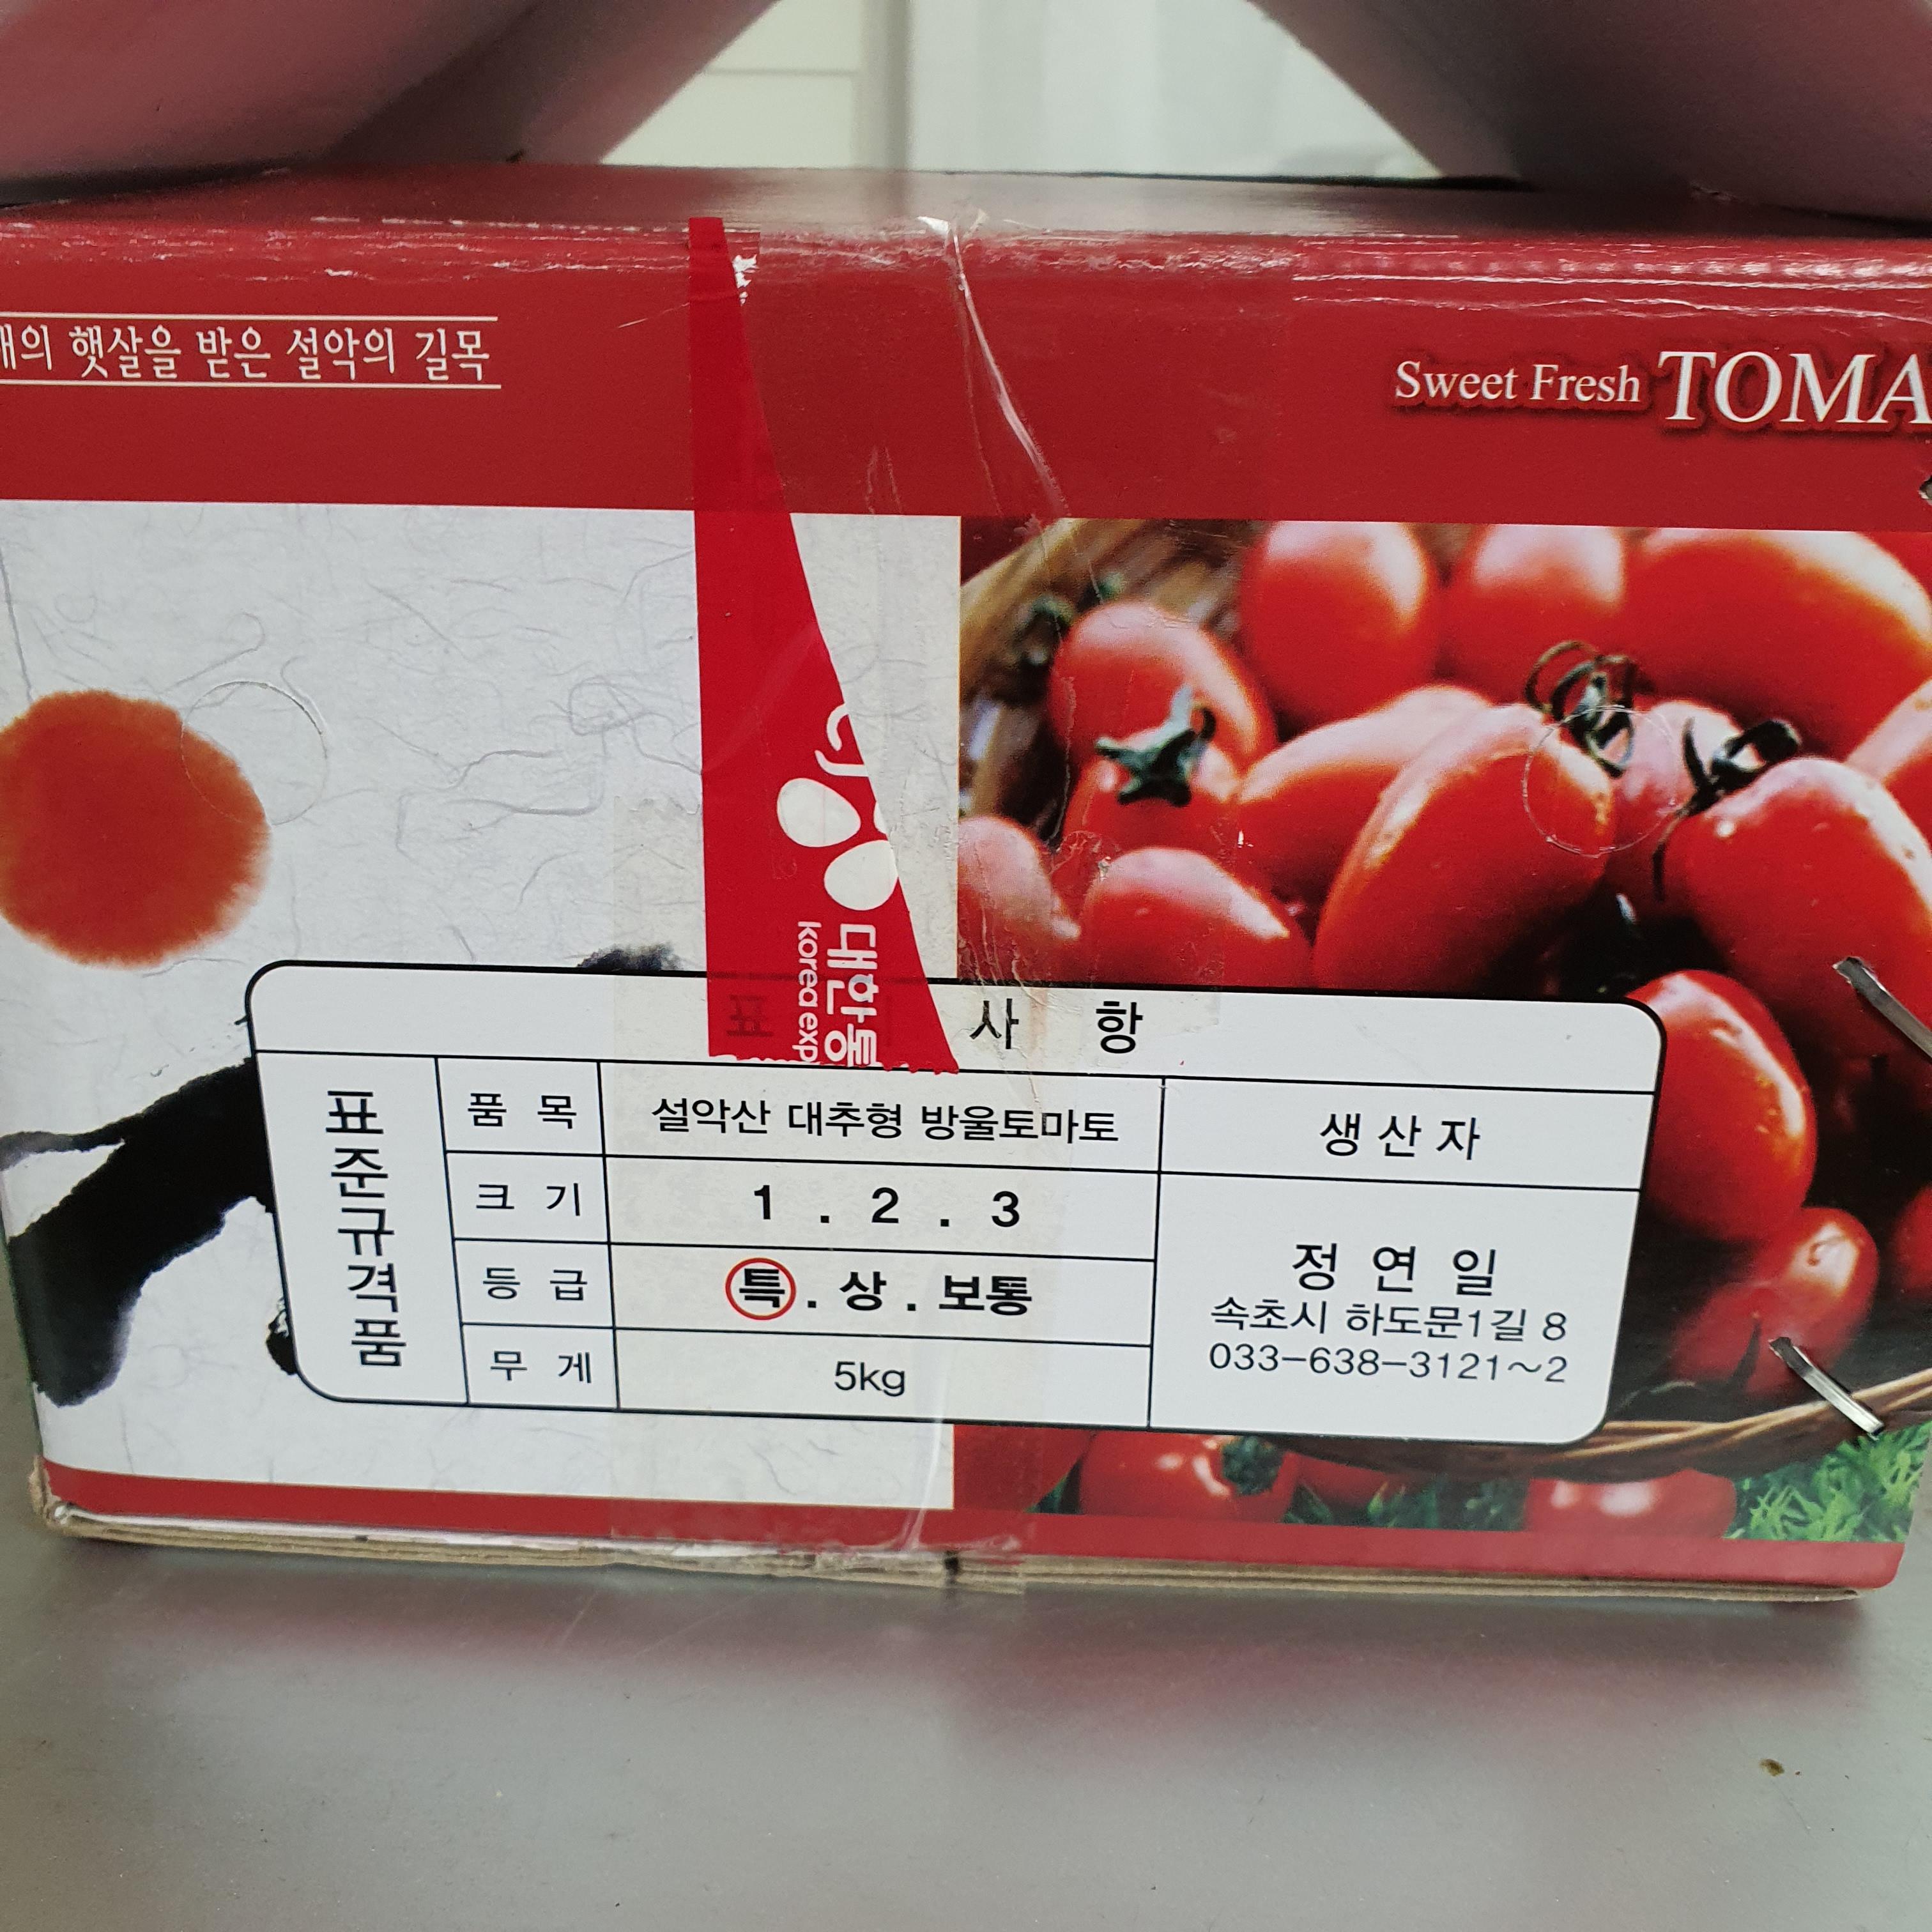 햇살을 받은 설악의 길목
Sweet Fresh
대한통
korea exp
사 항
표준규격품
품 목
설악산 대추형 방울토마토
생 산 자
크 기
1 . 2 . 3
등 급
특 . 상 . 보통
무 게
5kg
정 연 일
속초시 하도문1길 8
033-638-3121~2